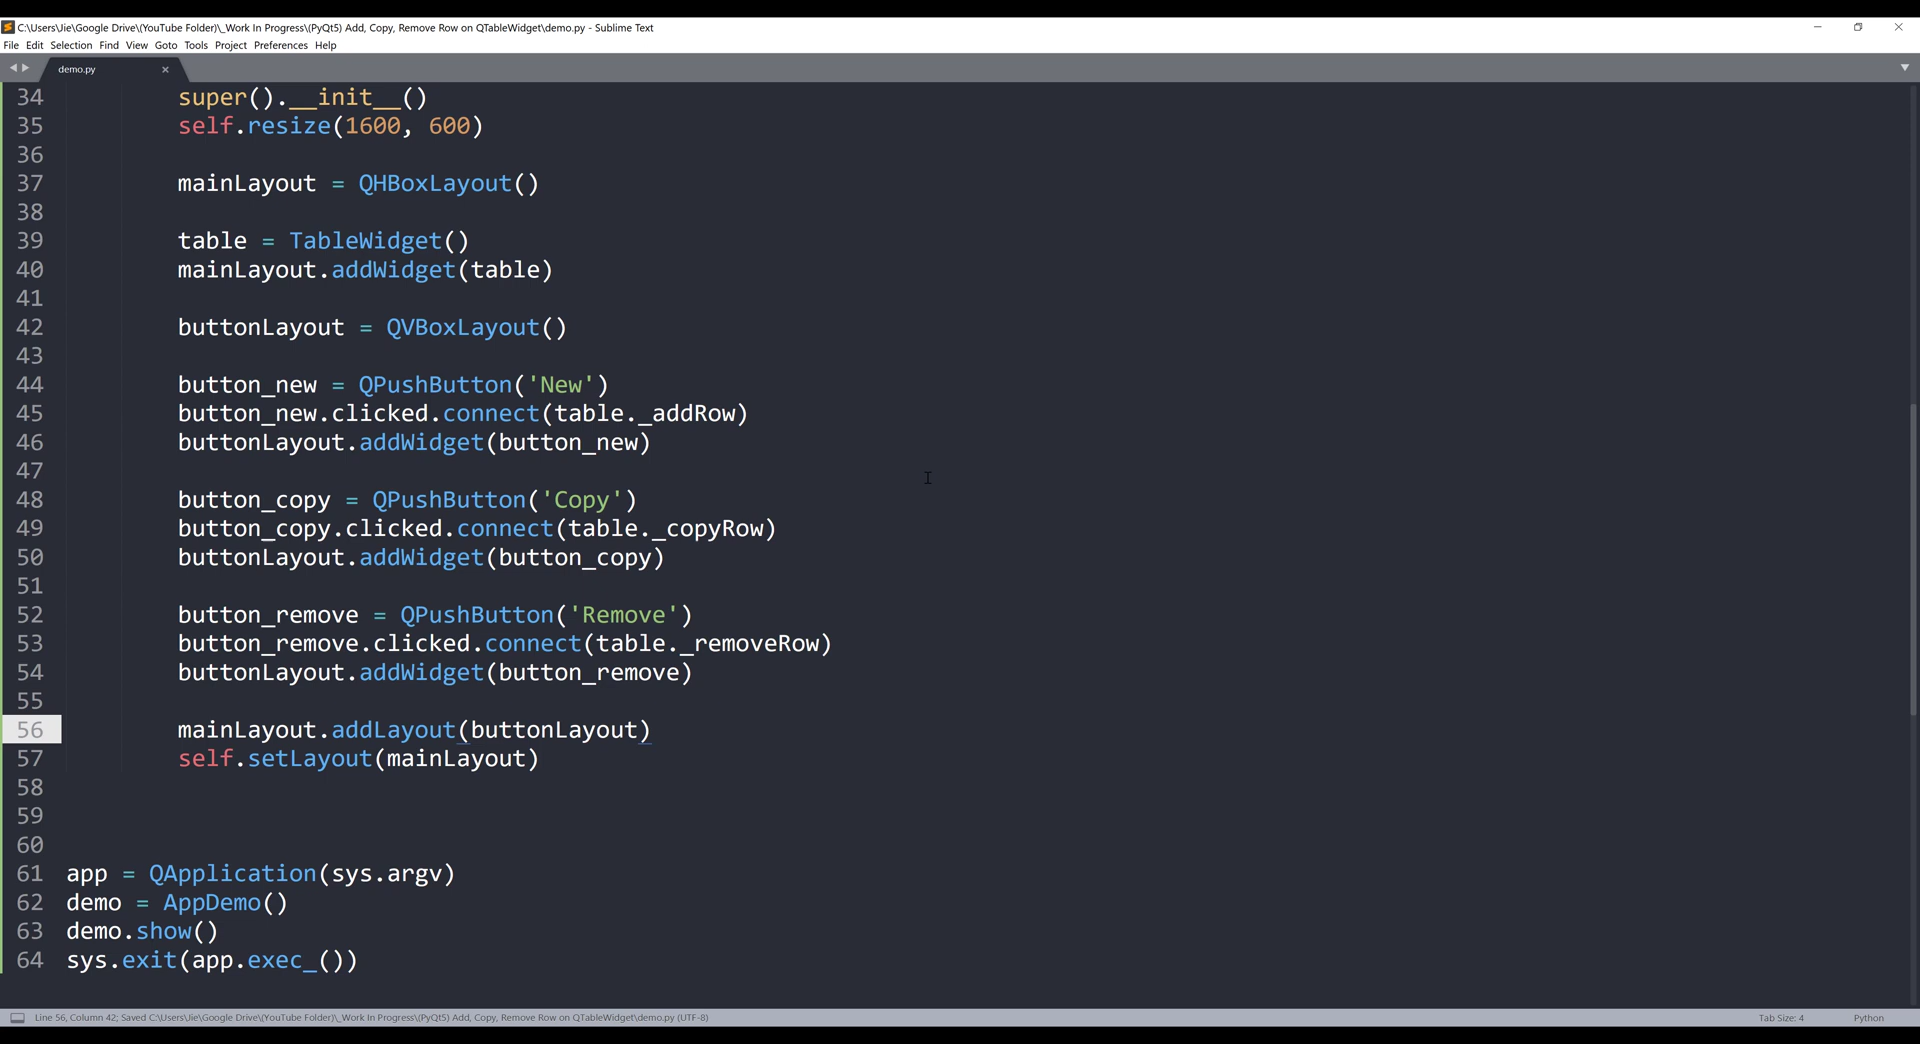 C:\Users\Jie\Google Drive\(YouTube Folder)\_Work In Progress\(PyQt5) Add, Copy, Remove Row on QTableWidget\demo.py - Sublime Text
File Edit Selection Find View Goto Tools Project Preferences Help
demo.py
34 super().__init__()
35 self.resize(1600, 600)
36
37 mainLayout = QHBoxLayout()
38
39 table = TableWidget()
40 mainLayout.addWidget(table)
41
42 buttonLayout = QVBoxLayout()
43
44 button_new = QPushButton('New')
45 button_new.clicked.connect(table._addRow)
46 buttonLayout.addWidget(button_new)
47
48 button_copy = QPushButton('Copy')
49 button_copy.clicked.connect(table._copyRow)
50 buttonLayout.addWidget(button_copy)
51
52 button_remove = QPushButton('Remove')
53 button_remove.clicked.connect(table._removeRow)
54 buttonLayout.addWidget(button_remove)
55
56 mainLayout.addLayout(buttonLayout)
57 self.setLayout(mainLayout)
58
59
60
61 app = QApplication(sys.argv)
62 demo = AppDemo()
63 demo.show()
64 sys.exit(app.exec_())
Line 56, Column 42; Saved C:\Users\Jie\Google Drive\(YouTube Folder)\_Work In Progress\(PyQt5) Add, Copy, Remove Row on QTableWidget\demo.py (UTF-8) Tab Size: 4 Python